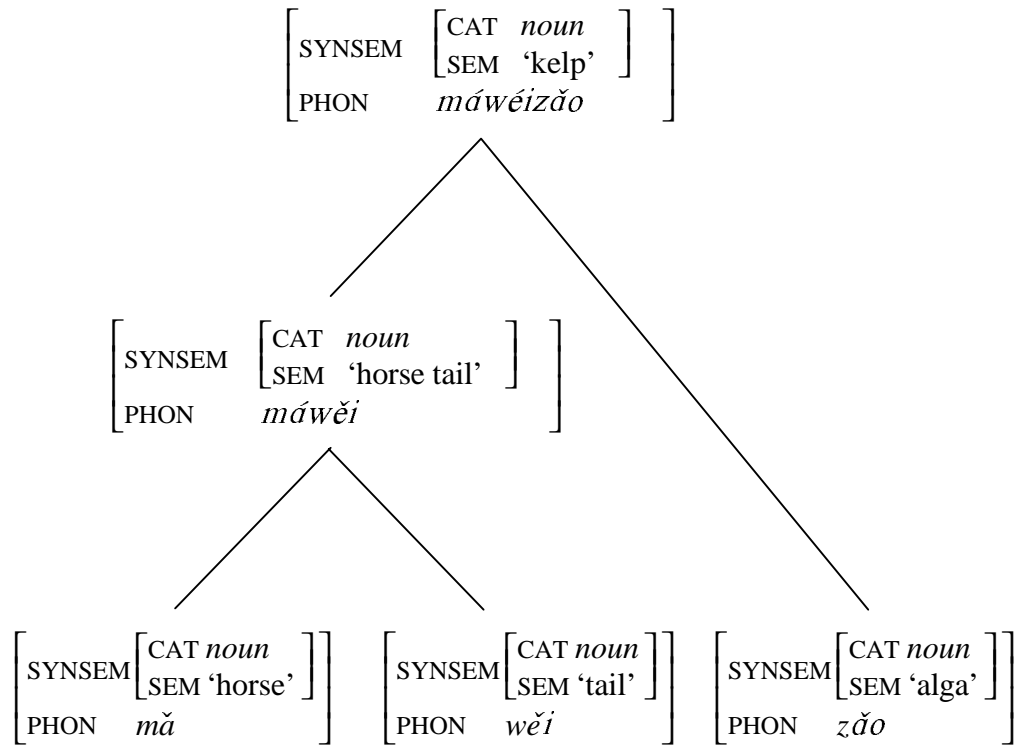 CAT noun
SYNSEM
SEM ‘kelp’
PHON máwéizǎo
CAT noun
SYNSEM
SEM ‘horse tail’
PHON máwěi
CAT noun CAT noun CAT noun
SYNSEM SYNSEM SYNSEM
SEM ‘horse’ SEM ‘tail’ SEM ‘alga’
PHON mǎ PHON wěi PHON zǎo